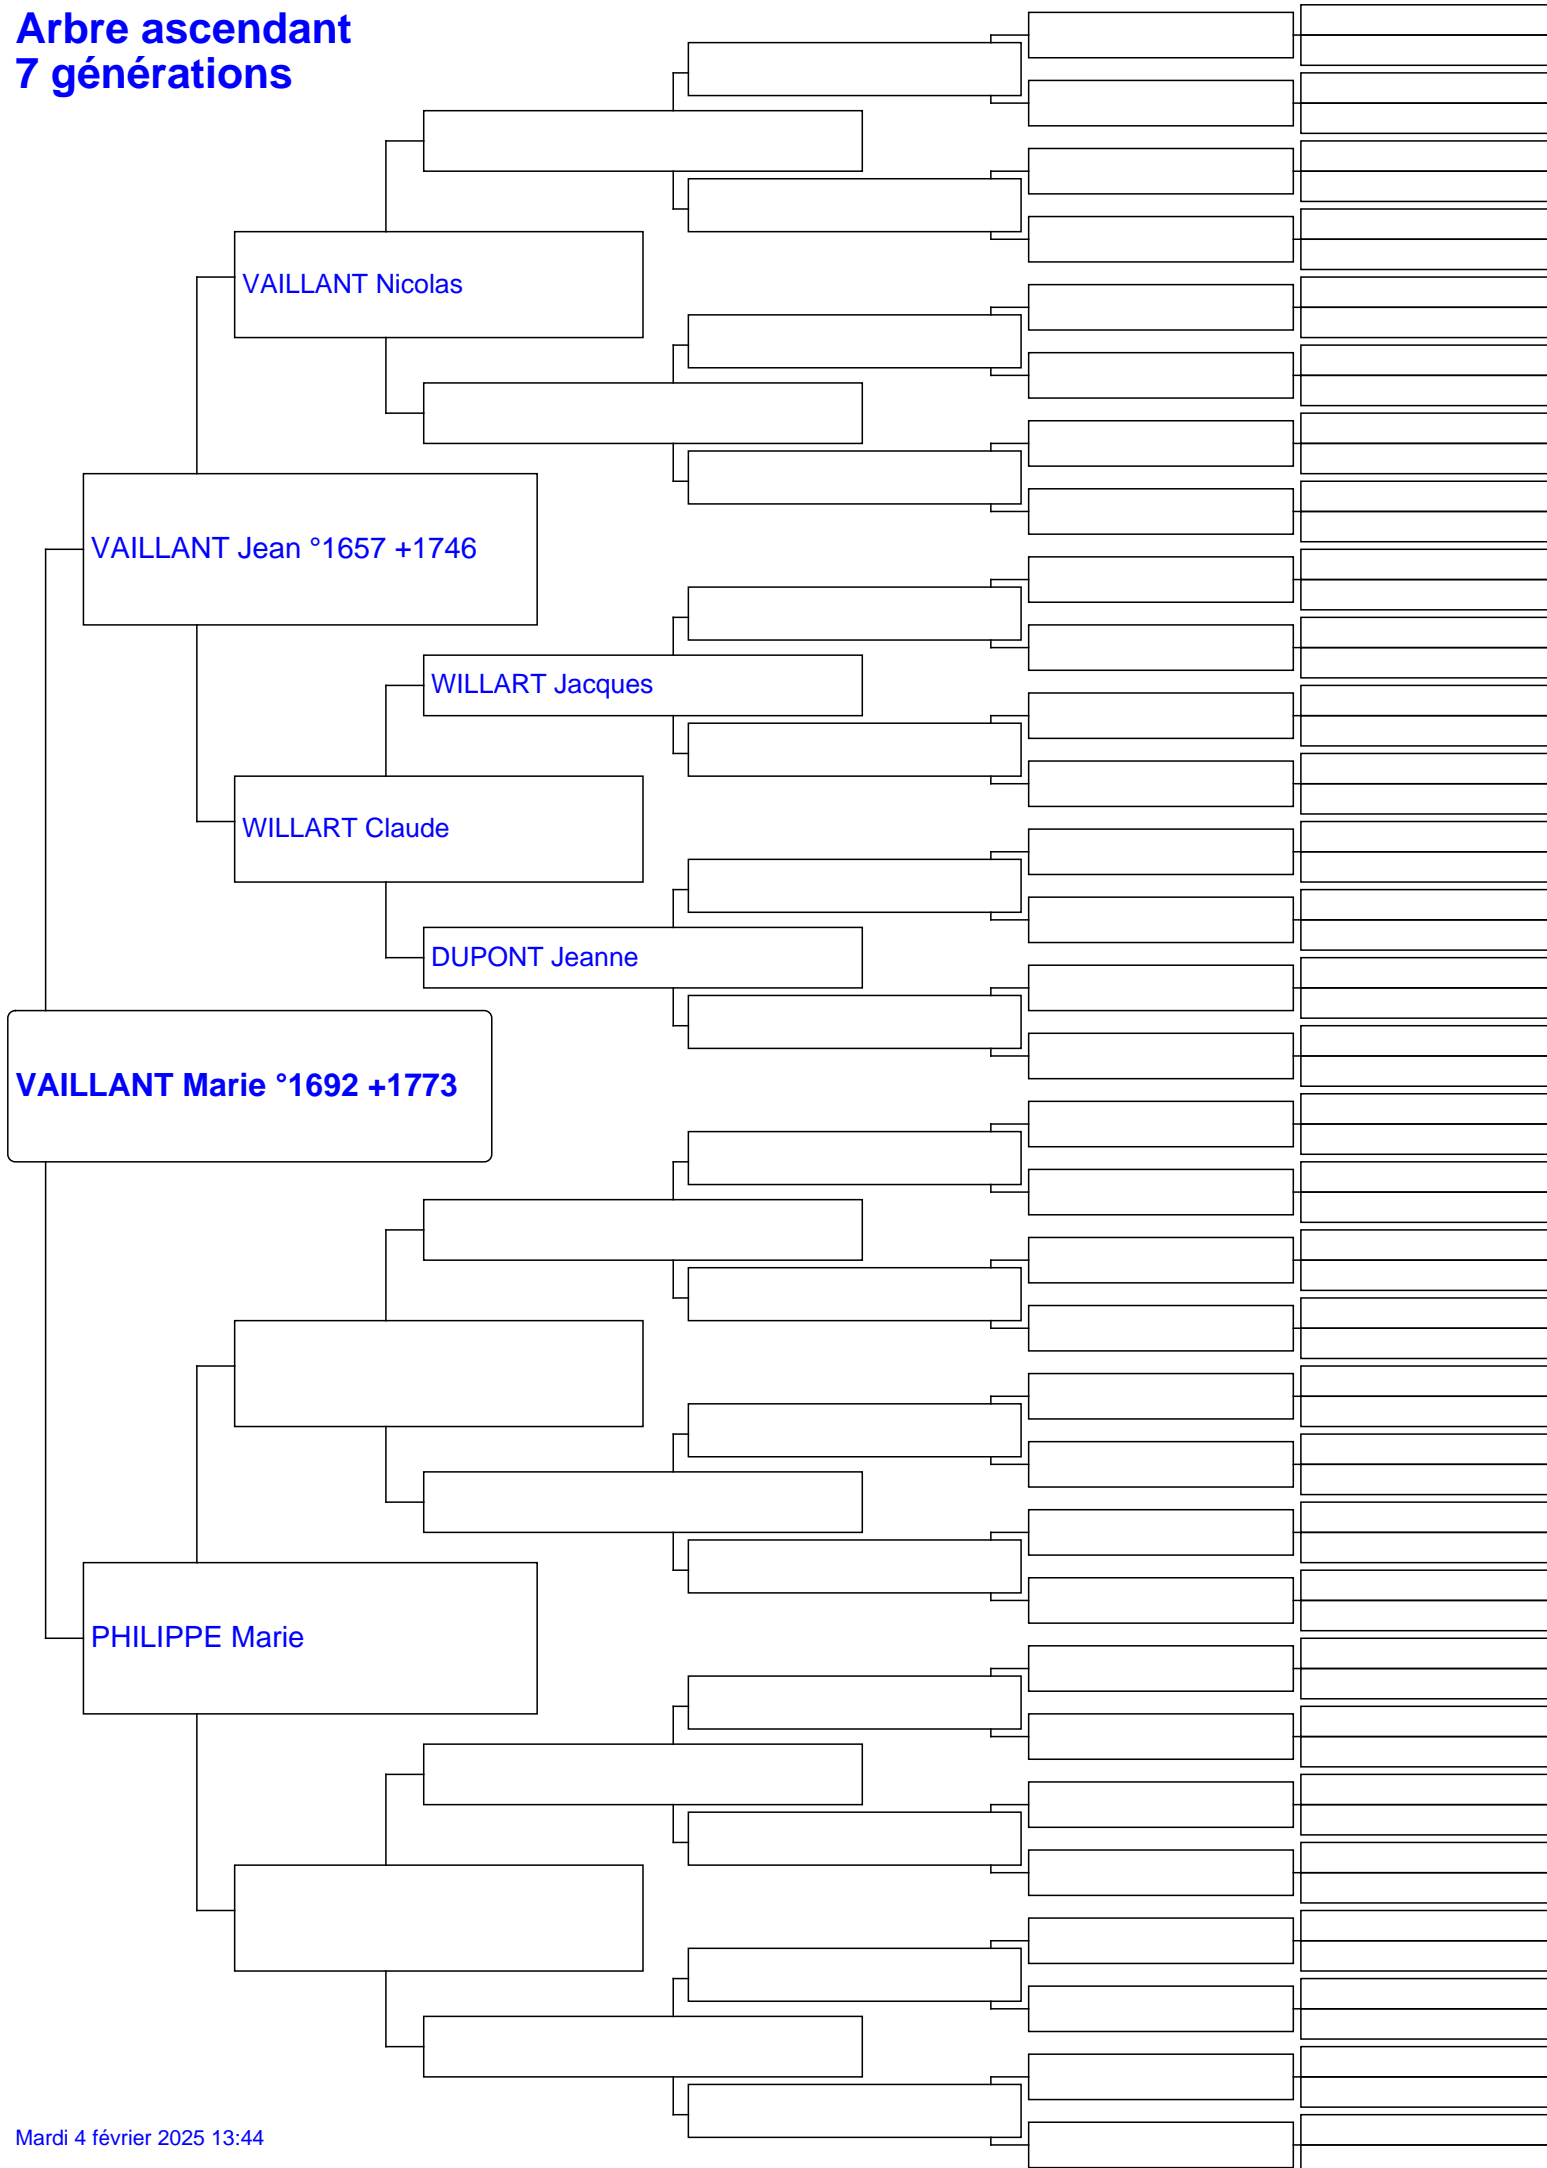 Arbre ascendant
7 générations
VAILLANT Nicolas
VAILLANT Jean °1657 +1746
WILLART Jacques
WILLART Claude
DUPONT Jeanne
VAILLANT Marie °1692 +1773
PHILIPPE Marie
Mardi 4 février 2025 13:44